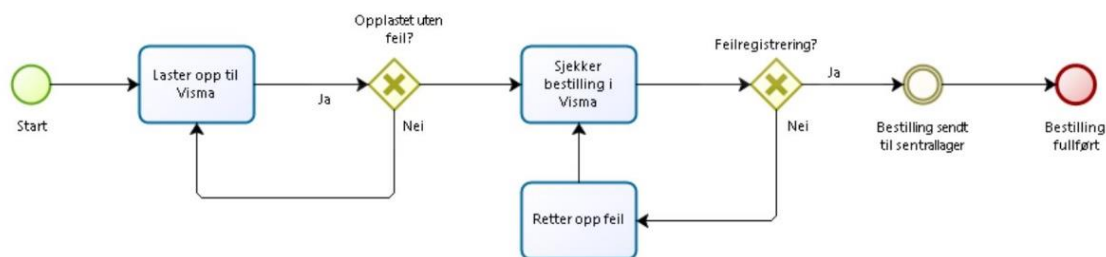 Start
Laster opp til
Visma
Ja
Opplastet uten
feil?
Nei
Sjekker
bestilling i
Visma
Retter opp feil
Feilregistrering?
Ja
Nei
Bestilling sendt
til sentrallager
Bestilling
fullført